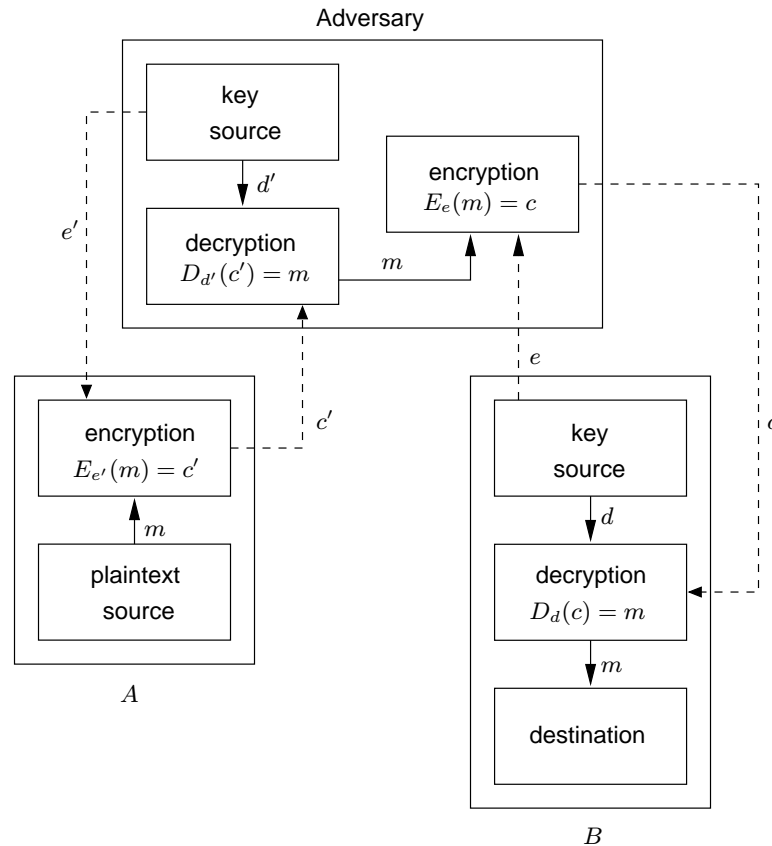 Adversary
key
source
d′
e′
decryption
D_{d′}(c′) = m
m
encryption
E_e(m) = c
e
c′
encryption
E_{e′}(m) = c′
m
plaintext
source
A
key
source
d
decryption
D_d(c) = m
m
destination
B